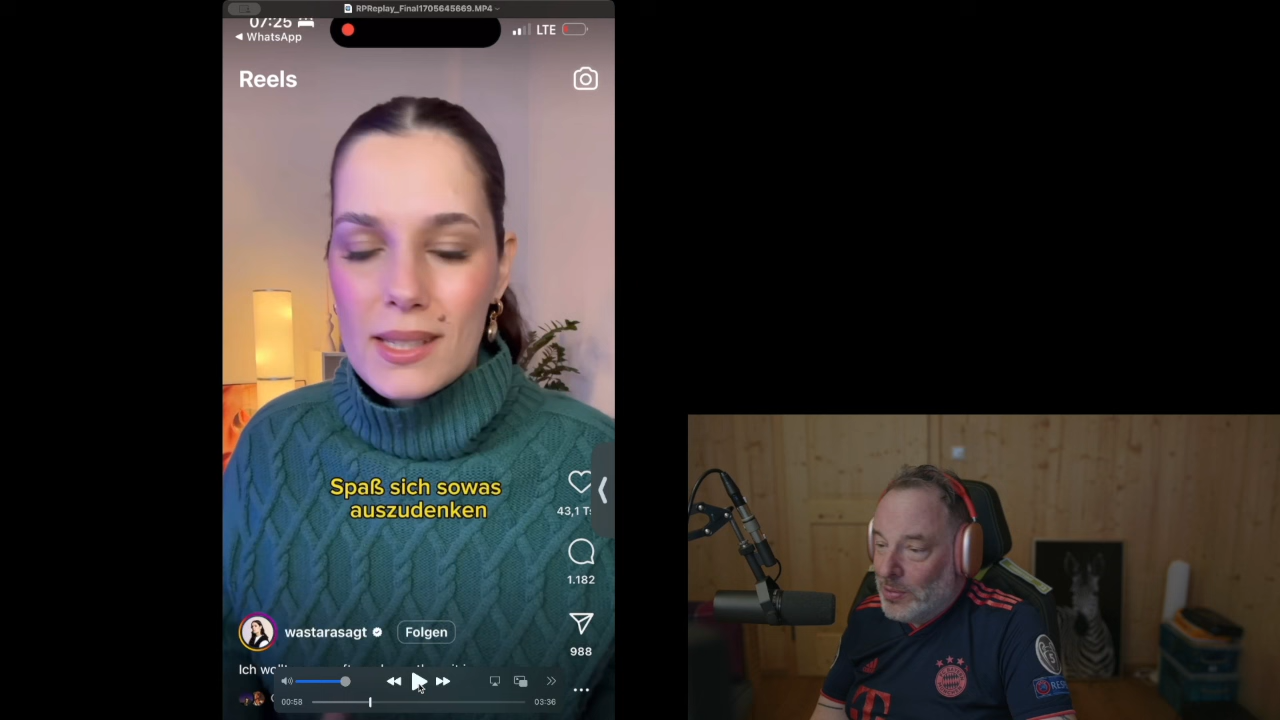 RPReplay_Final1705645669.MP4
07:25
WhatsApp
LTE
Reels
Spaß sich sowas
auszudenken
43,1
1.182
988
wastarasagt
Folgen
00:58
03:36